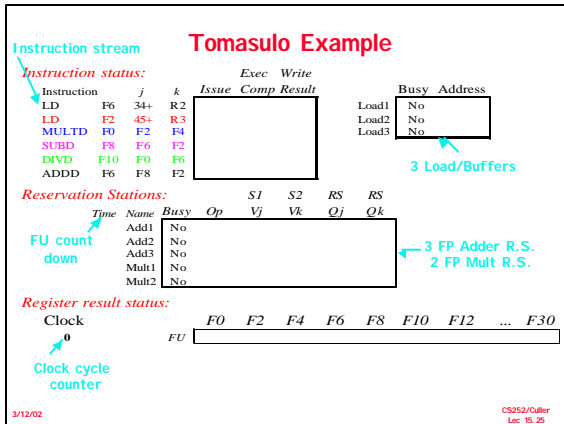 Tomasulo Example
Instruction stream
Instruction status: Exec Write
Instruction j k Issue Comp Result Busy Address
LD F6 34+ R2 Load1 No
LD F2 45+ R3 Load2 No
MULTD F0 F2 F4 Load3 No
SUBD F8 F6 F2
DIVD F10 F0 F6
ADDD F6 F8 F2
3 Load/Buffers
Reservation Stations: S1 S2 RS RS
Time Name Busy Op Vj Vk Qj Qk
Add1 No
Add2 No
Add3 No
Mult1 No
Mult2 No
FU count
down
3 FP Adder R.S.
2 FP Mult R.S.
Register result status:
Clock F0 F2 F4 F6 F8 F10 F12 ... F30
0 FU
Clock cycle
counter
3/12/02
CS252/Culler
Lec 15.25